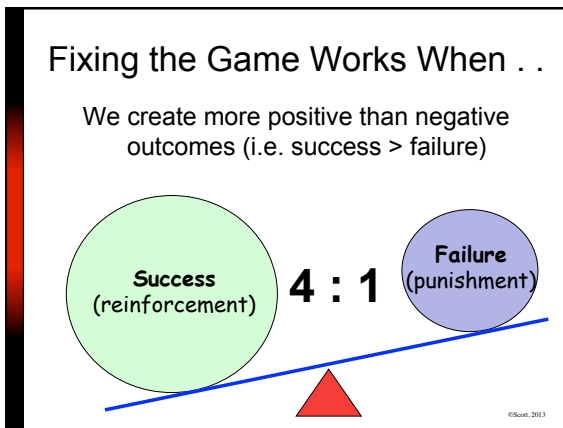 Fixing the Game Works When . .
We create more positive than negative
outcomes (i.e. success > failure)
Success
(reinforcement)
4 : 1
Failure
(punishment)
©Scott, 2013